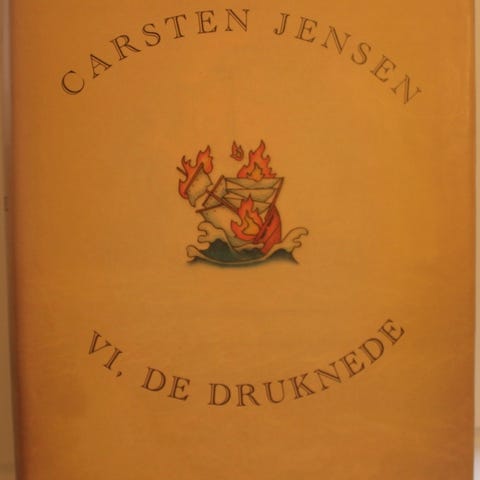 CARSTEN JENSEN
VI, DE DRUKNEDE